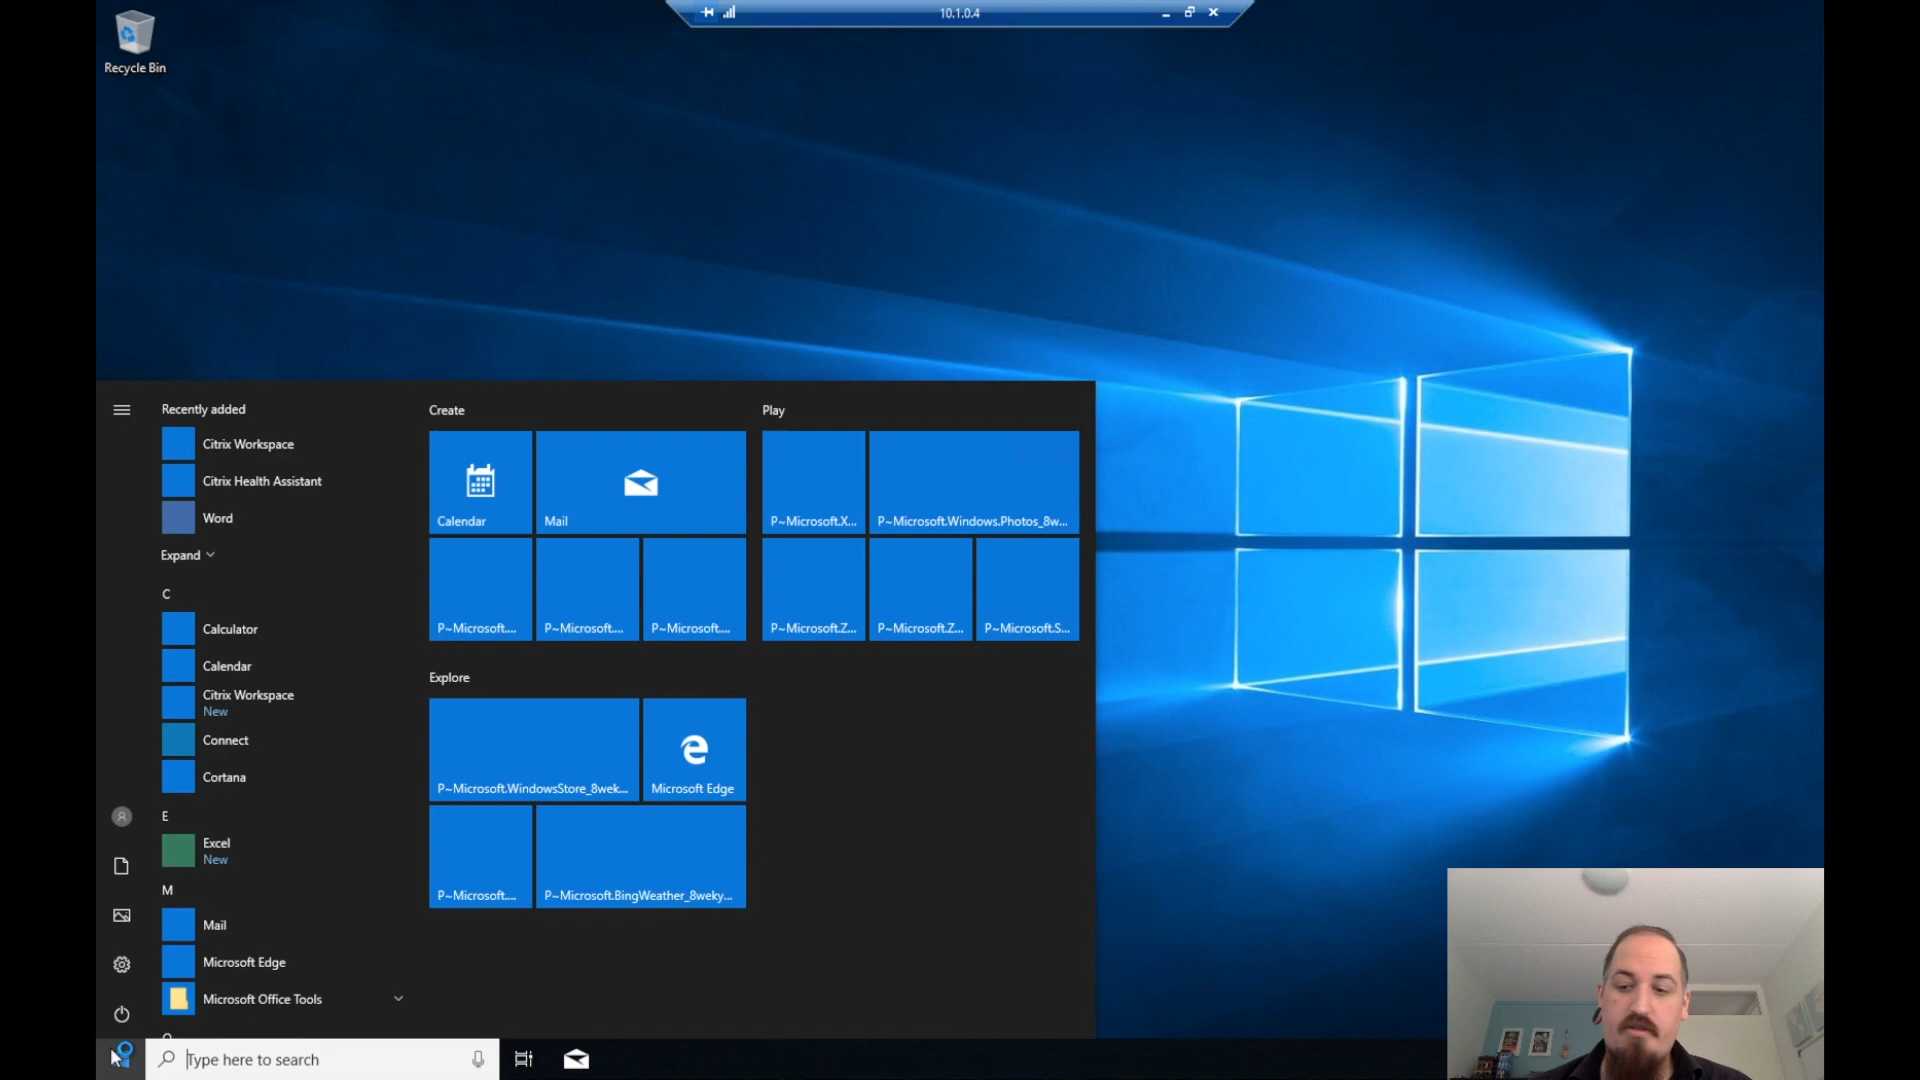 10.1.0.4
Recycle Bin
Recently added
Citrix Workspace
Citrix Health Assistant
Word
Expand
C
Calculator
Calendar
Citrix Workspace
New
Connect
Cortana
E
Excel
New
M
Mail
Microsoft Edge
Microsoft Office Tools
Create
Calendar
Mail
P~Microsoft....
P~Microsoft....
P~Microsoft....
Explore
P~Microsoft.WindowsStore_8wek...
Microsoft Edge
P~Microsoft....
P~Microsoft.BingWeather_8weky...
Play
P~Microsoft.X...
P~Microsoft.Windows.Photos_8w...
P~Microsoft.Z...
P~Microsoft.Z...
P~Microsoft.S...
Type here to search